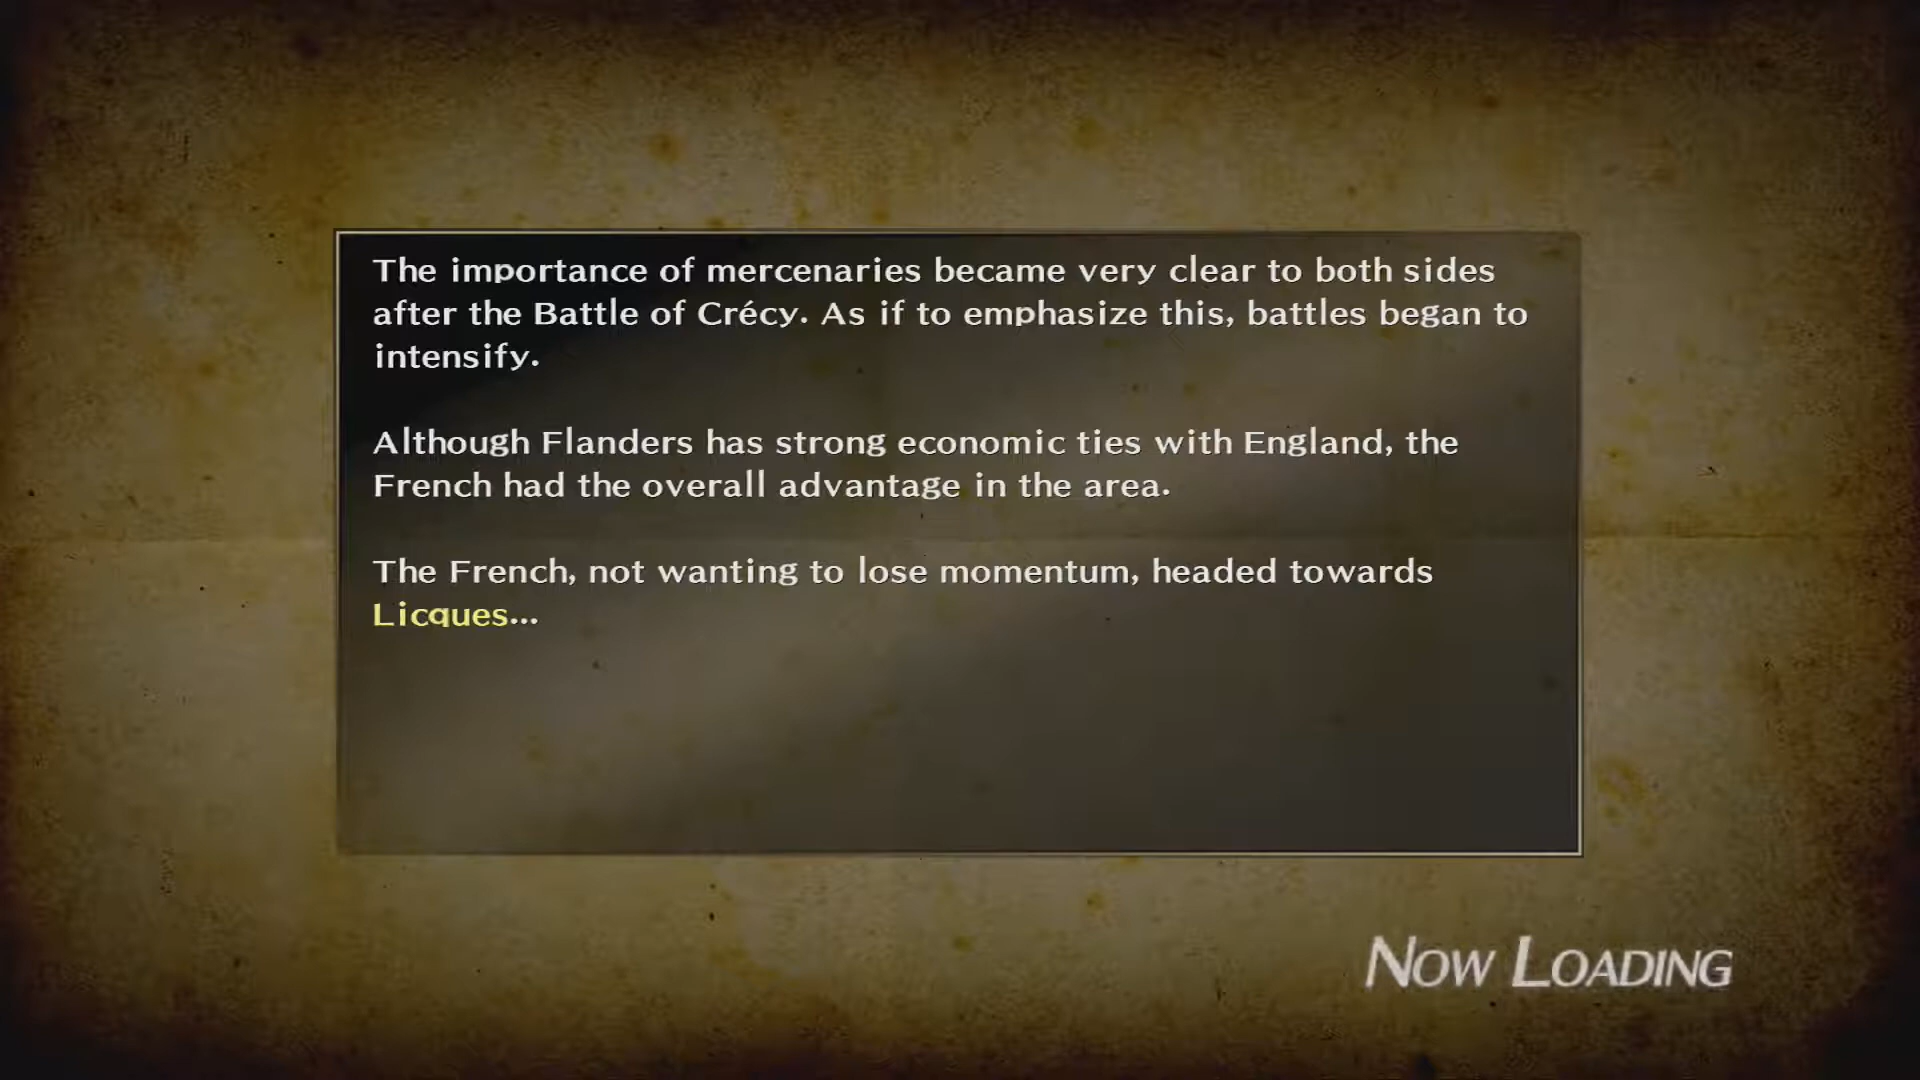 The importance of mercenaries became very clear to both sides
after the Battle of Crécy. As if to emphasize this, battles began to
intensify.
Although Flanders has strong economic ties with England, the
French had the overall advantage in the area.
The French, not wanting to lose momentum, headed towards
Licques...
NOW LOADING